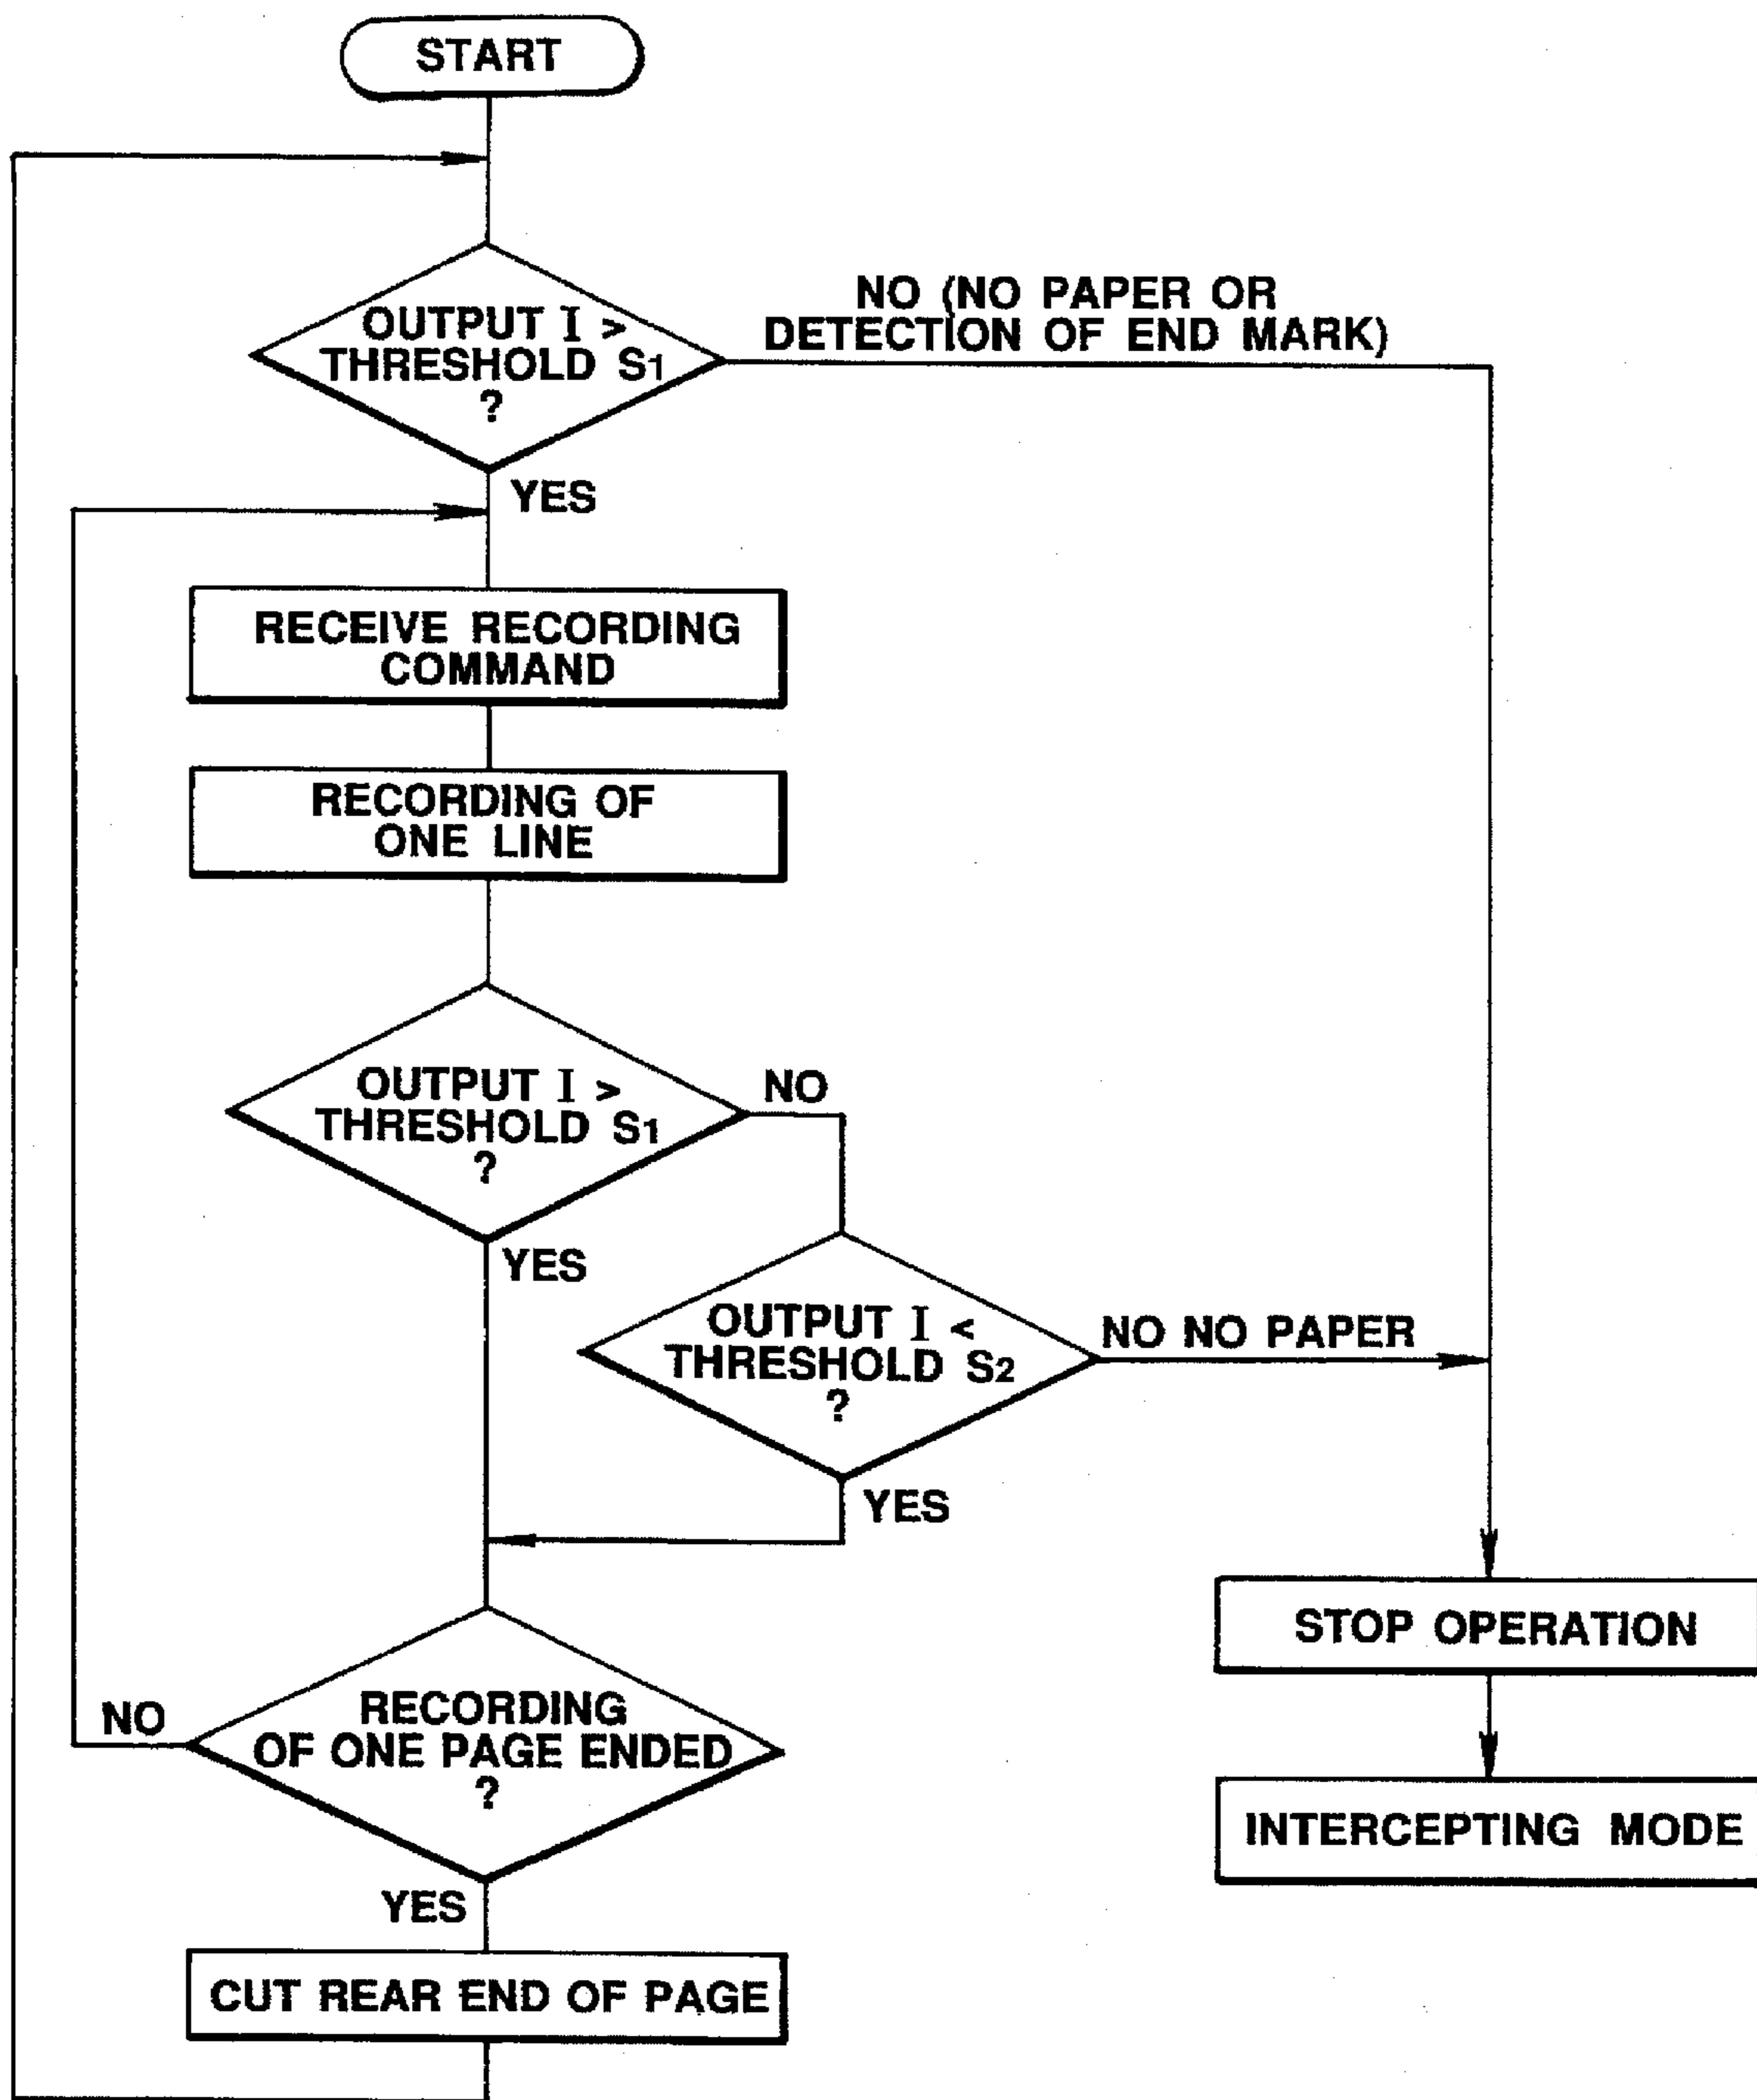 START
OUTPUT I >
THRESHOLD S1
?
NO (NO PAPER OR
DETECTION OF END MARK)
YES
RECEIVE RECORDING
COMMAND
RECORDING OF
ONE LINE
OUTPUT I >
THRESHOLD S1
?
NO
YES
OUTPUT I <
THRESHOLD S2
?
NO NO PAPER
YES
RECORDING
OF ONE PAGE ENDED
?
NO
YES
STOP OPERATION
INTERCEPTING MODE
CUT REAR END OF PAGE